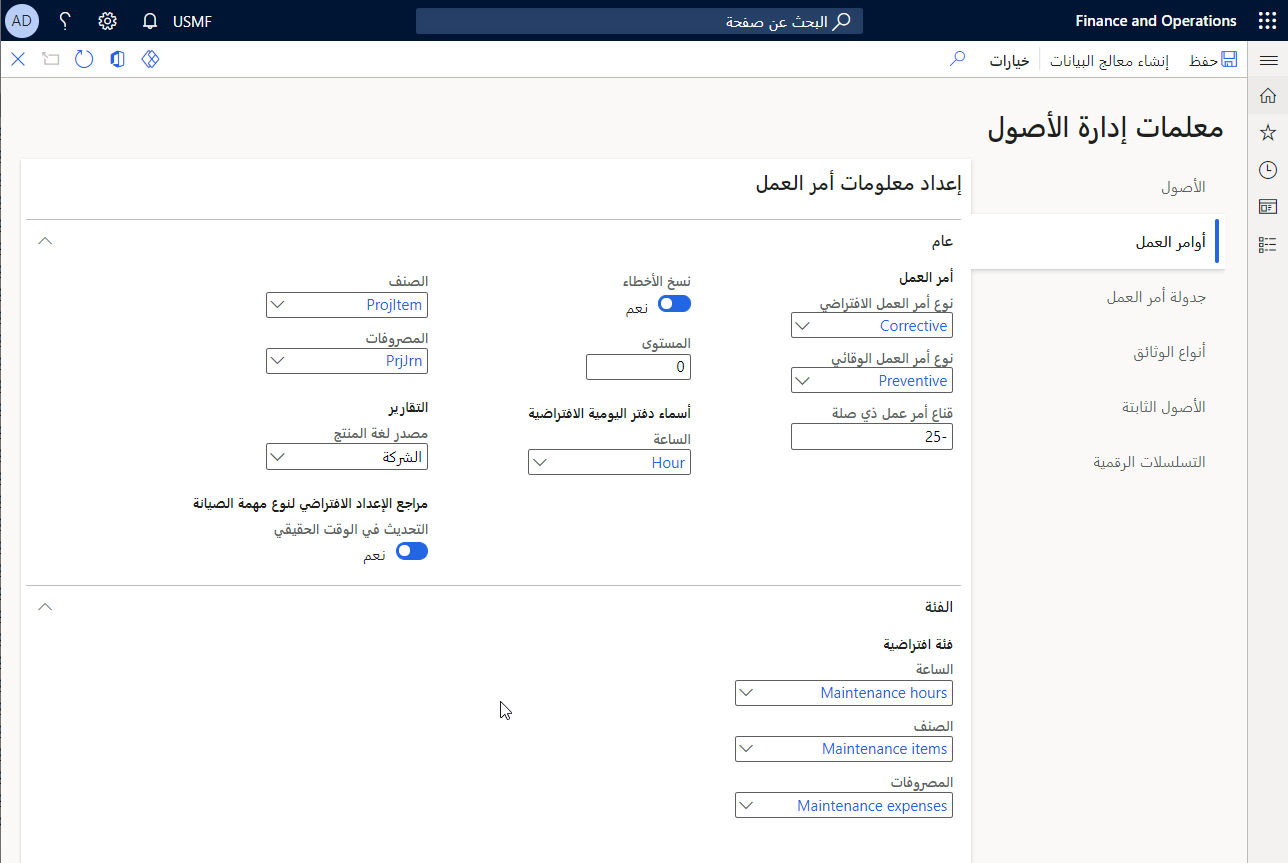 Finance and Operations
البحث عن صفحة
USMF
AD
حفظ
إنشاء معالج البيانات
خيارات
معلمات إدارة الأصول
الأصول
أوامر العمل
جدولة أمر العمل
أنواع الوثائق
الأصول الثابتة
التسلسلات الرقمية
إعداد معلومات أمر العمل
عام
أمر العمل
نوع أمر العمل الافتراضي
Corrective
نوع أمر العمل الوقائي
Preventive
قناع أمر عمل ذي صلة
-25
نسخ الأخطاء
نعم
المستوى
0
أسماء دفتر اليومية الافتراضية
الساعة
Hour
الصنف
ProjItem
المصروفات
PrjJrn
التقارير
مصدر لغة المنتج
الشركة
مراجع الإعداد الافتراضي لنوع مهمة الصيانة
التحديث في الوقت الحقيقي
نعم
الفئة
فئة افتراضية
الساعة
Maintenance hours
الصنف
Maintenance items
المصروفات
Maintenance expenses